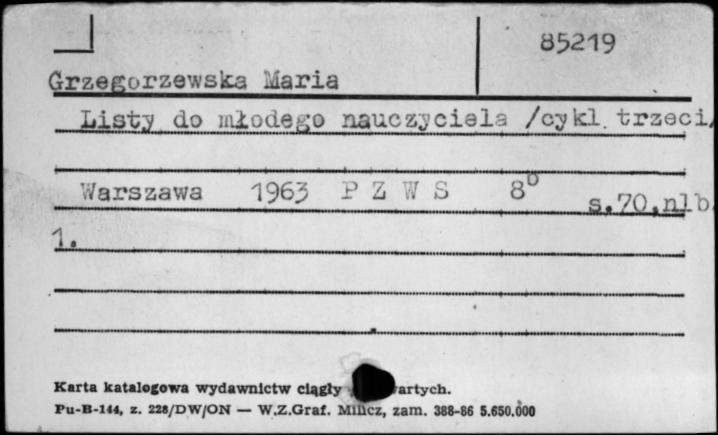 85219
Grzegorzewska Maria
Listy do młodego nauczyciela /cykl trzeci/
Warszawa 1963 P Z W S 8° s.70,nlb.
1.
Karta katalogowa wydawnictw ciągły wartych.
Pu-B-144, z. 228/DW/ON — W.Z.Graf. Milicz, zam. 388-86 5.650.000